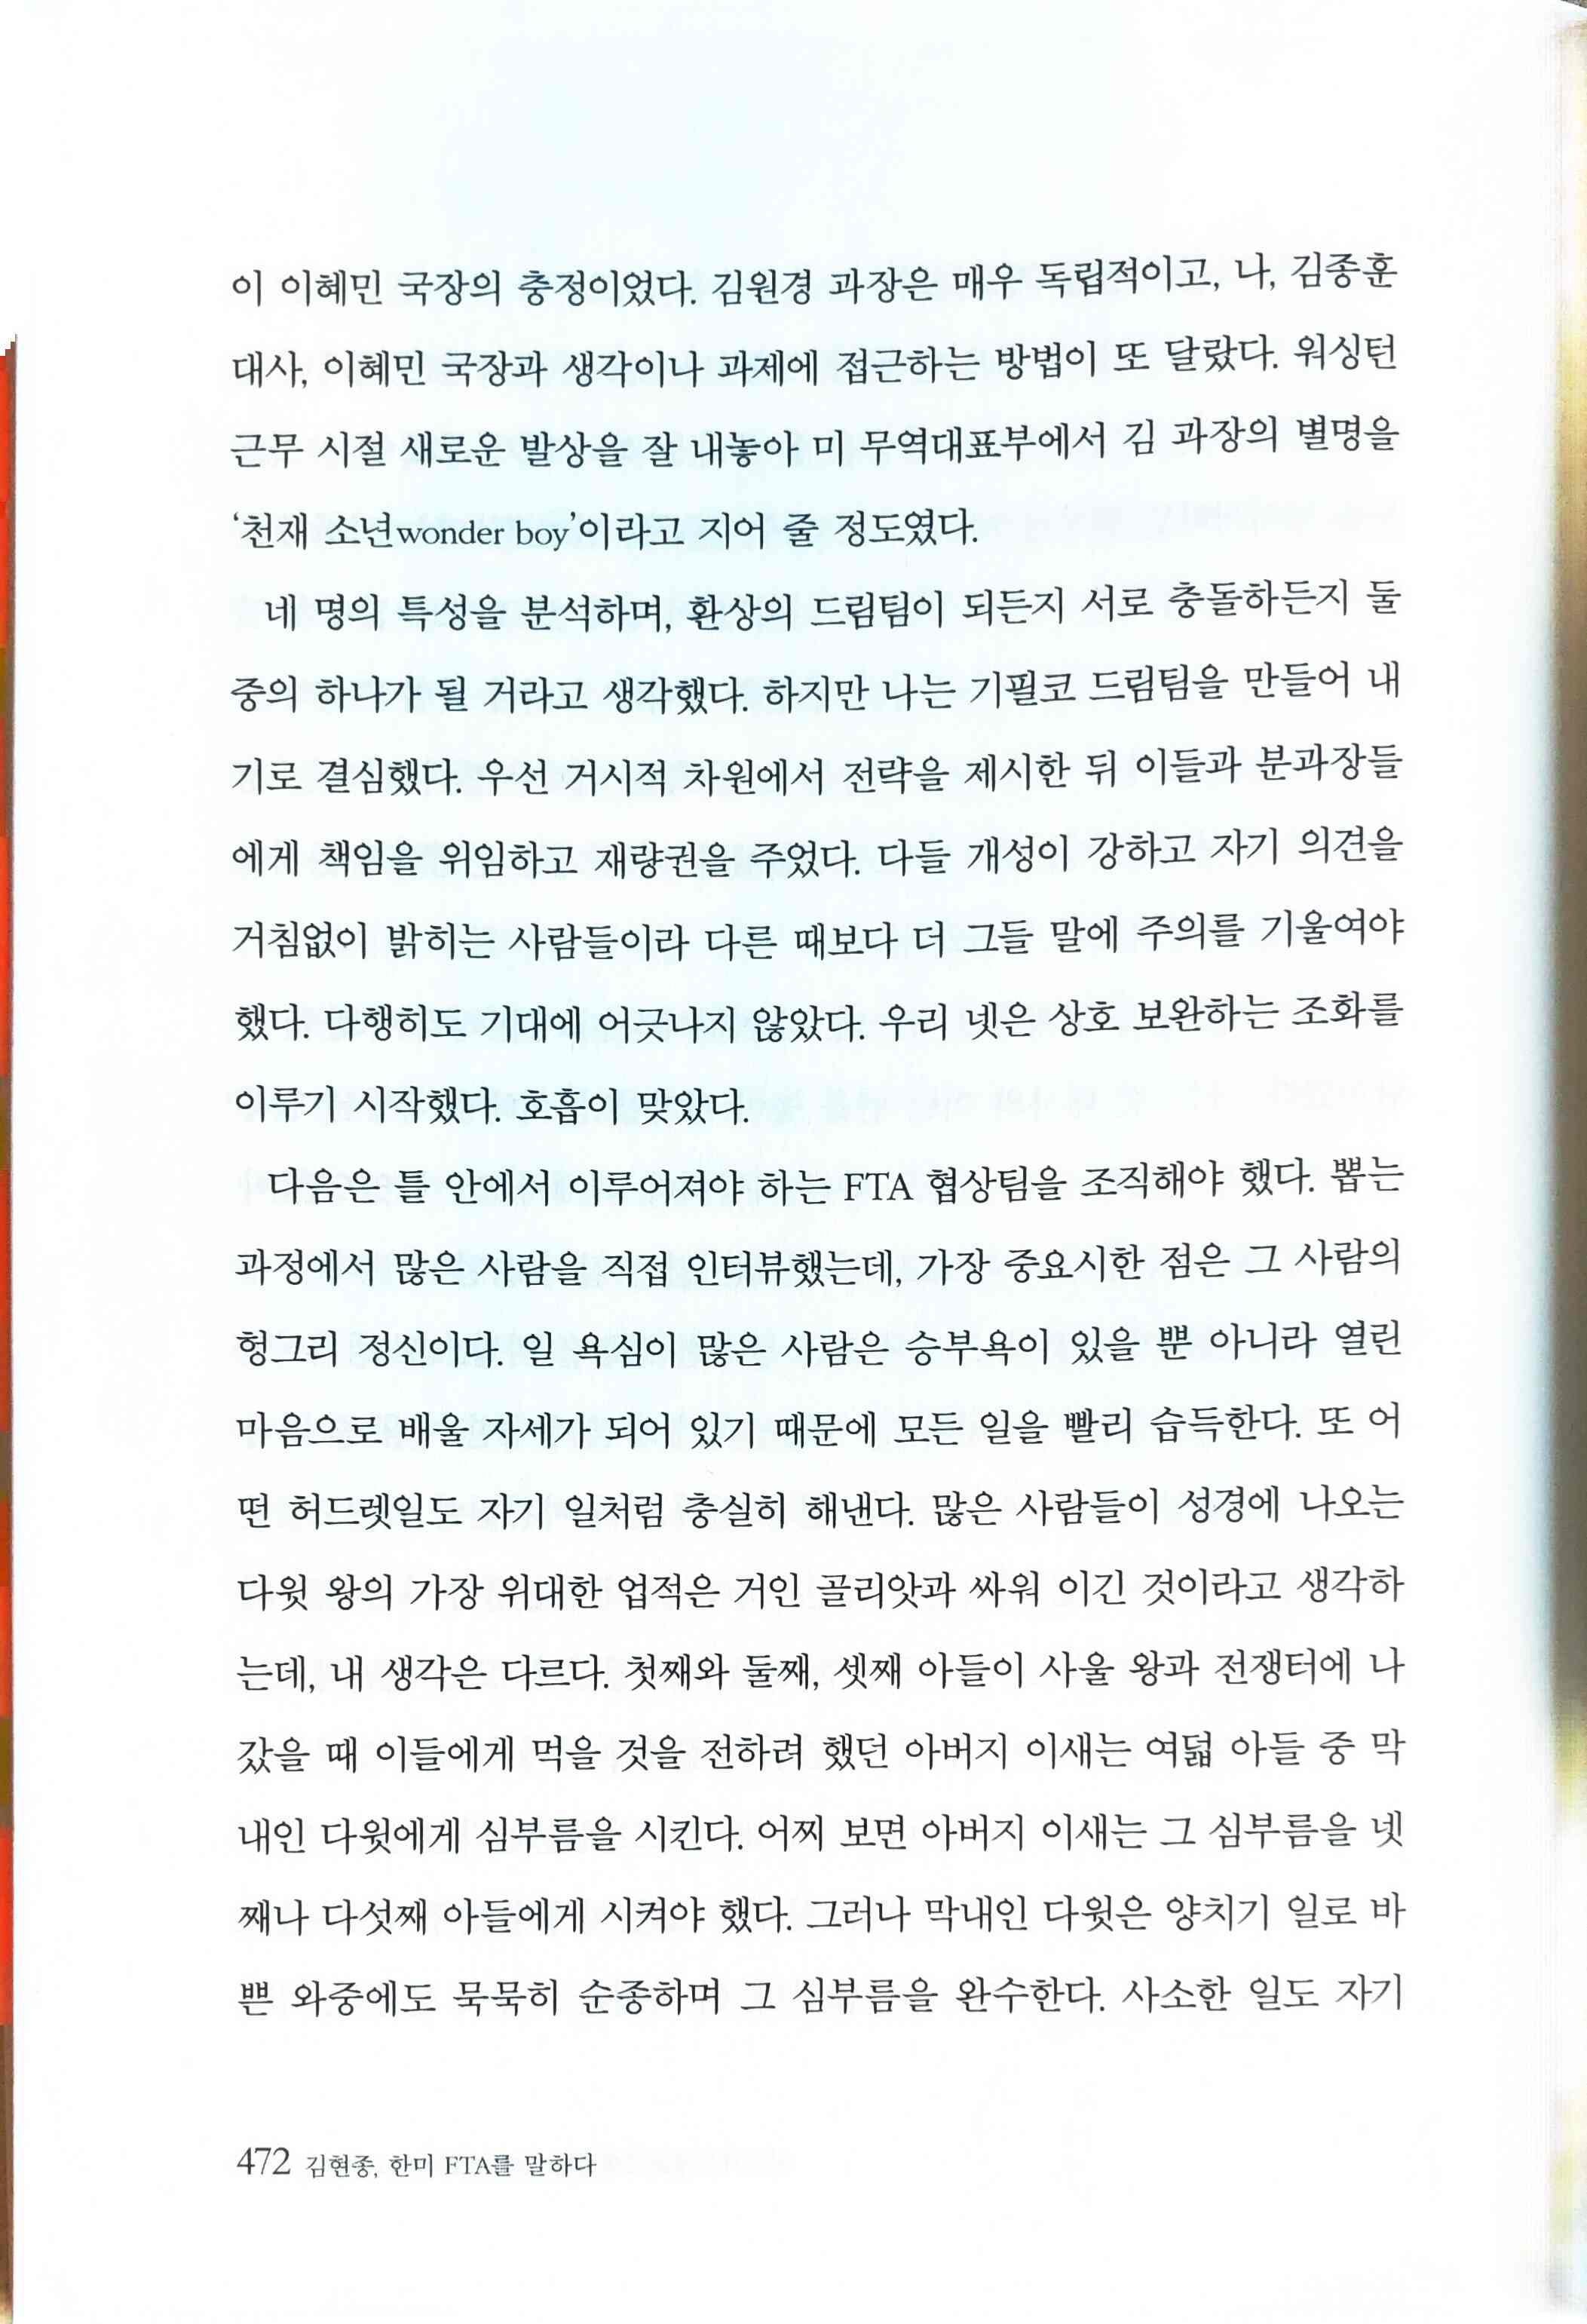 이 이혜민 국장의 충정이었다. 김원경 과장은 매우 독립적이고, 나, 김종훈
대사, 이혜민 국장과 생각이나 과제에 접근하는 방법이 또 달랐다. 워싱턴
근무 시절 새로운 발상을 잘 내놓아 미 무역대표부에서 김 과장의 별명을
‘천재 소년wonder boy’이라고 지어 줄 정도였다.
네 명의 특성을 분석하며, 환상의 드림팀이 되든지 서로 충돌하든지 둘
중의 하나가 될 거라고 생각했다. 하지만 나는 기필코 드림팀을 만들어 내
기로 결심했다. 우선 거시적 차원에서 전략을 제시한 뒤 이들과 분과장들
에게 책임을 위임하고 재량권을 주었다. 다들 개성이 강하고 자기 의견을
거침없이 밝히는 사람들이라 다른 때보다 더 그들 말에 주의를 기울여야
했다. 다행히도 기대에 어긋나지 않았다. 우리 넷은 상호 보완하는 조화를
이루기 시작했다. 호흡이 맞았다.
다음은 틀 안에서 이루어져야 하는 FTA 협상팀을 조직해야 했다. 뽑는
과정에서 많은 사람을 직접 인터뷰했는데, 가장 중요시한 점은 그 사람의
헝그리 정신이다. 일 욕심이 많은 사람은 승부욕이 있을 뿐 아니라 열린
마음으로 배울 자세가 되어 있기 때문에 모든 일을 빨리 습득한다. 또 어
떤 허드렛일도 자기 일처럼 충실히 해낸다. 많은 사람들이 성경에 나오는
다윗 왕의 가장 위대한 업적은 거인 골리앗과 싸워 이긴 것이라고 생각하
는데, 내 생각은 다르다. 첫째와 둘째, 셋째 아들이 사울 왕과 전쟁터에 나
갔을 때 이들에게 먹을 것을 전하려 했던 아버지 이새는 여덟 아들 중 막
내인 다윗에게 심부름을 시킨다. 어찌 보면 아버지 이새는 그 심부름을 넷
째나 다섯째 아들에게 시켜야 했다. 그러나 막내인 다윗은 양치기 일로 바
쁜 와중에도 묵묵히 순종하며 그 심부름을 완수한다. 사소한 일도 자기
472 김현종, 한미 FTA를 말하다